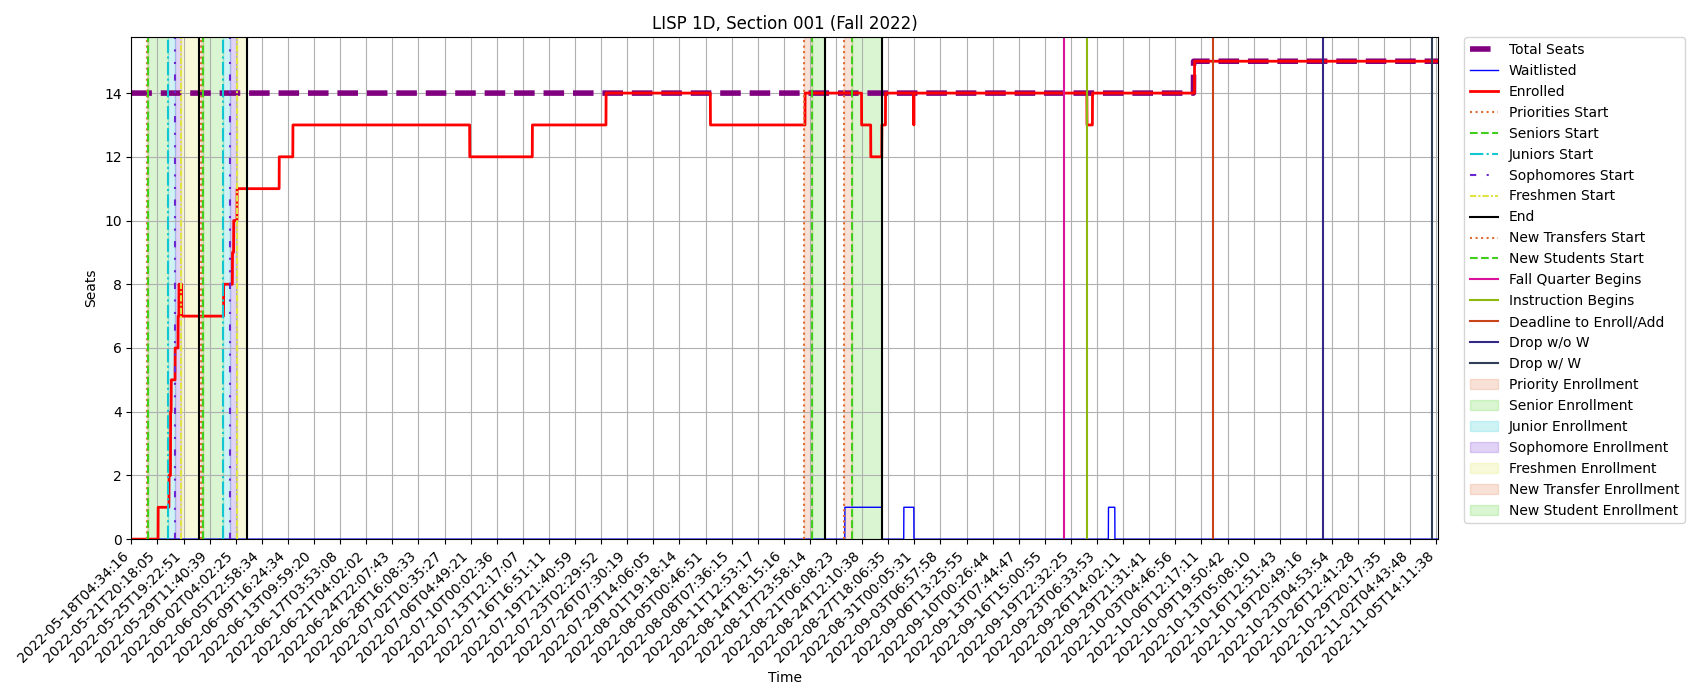 LISP 1D, Section 001 (Fall 2022)
Seats
14
12
10
8
6
4
2
0
2022-05-18T04:34:16
2022-05-21T20:18:05
2022-05-25T19:22:51
2022-05-29T11:40:39
2022-06-02T04:02:25
2022-06-05T22:58:34
2022-06-09T16:24:34
2022-06-13T09:59:20
2022-06-17T03:53:08
2022-06-21T04:02:02
2022-06-24T22:07:43
2022-06-28T16:08:33
2022-07-02T10:35:27
2022-07-06T04:49:21
2022-07-10T00:02:36
2022-07-13T12:17:07
2022-07-16T16:51:11
2022-07-19T21:40:59
2022-07-23T02:29:52
2022-07-26T07:30:19
2022-07-29T14:06:05
2022-08-01T19:18:14
2022-08-05T00:46:51
2022-08-08T07:36:15
2022-08-11T12:53:17
2022-08-14T18:15:16
2022-08-17T23:58:14
2022-08-21T06:08:23
2022-08-24T12:10:38
2022-08-27T18:06:35
2022-08-31T00:05:31
2022-09-03T06:57:58
2022-09-06T13:25:55
2022-09-10T00:26:44
2022-09-13T07:44:47
2022-09-16T15:00:55
2022-09-19T22:32:25
2022-09-23T06:33:53
2022-09-26T14:02:11
2022-09-29T21:31:41
2022-10-03T04:46:56
2022-10-06T12:17:11
2022-10-09T19:50:42
2022-10-13T05:08:10
2022-10-16T12:51:43
2022-10-19T20:49:16
2022-10-23T04:53:54
2022-10-26T12:41:28
2022-10-29T20:17:35
2022-11-02T04:43:48
2022-11-05T14:11:38
Time
Total Seats
Waitlisted
Enrolled
Priorities Start
Seniors Start
Juniors Start
Sophomores Start
Freshmen Start
End
New Transfers Start
New Students Start
Fall Quarter Begins
Instruction Begins
Deadline to Enroll/Add
Drop w/o W
Drop w/ W
Priority Enrollment
Senior Enrollment
Junior Enrollment
Sophomore Enrollment
Freshmen Enrollment
New Transfer Enrollment
New Student Enrollment